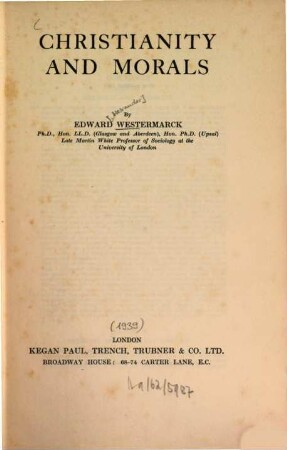 CHRISTIANITY
AND MORALS
By
EDWARD WESTERMARCK
Ph.D., Hon. LL.D. (Glasgow and Aberdeen), Hon. Ph.D. (Upsal)
Late Martin White Professor of Sociology at the
University of London
(1939)
LONDON
KEGAN PAUL, TRENCH, TRUBNER & CO. LTD.
BROADWAY HOUSE: 68-74 CARTER LANE, E.C.